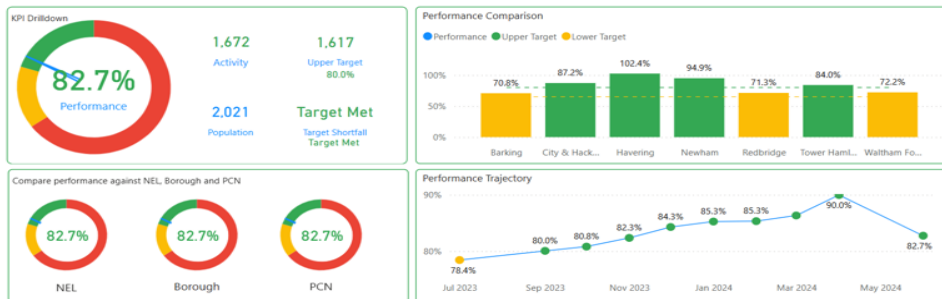 KPI Drilldown
82.7%
Performance
1,672
Activity
1,617
Upper Target
80.0%
2,021
Population
Target Met
Target Shortfall
Target Met
Performance Comparison
Performance Upper Target Lower Target
100%
50%
0%
70.8% 87.2% 102.4% 94.9% 71.3% 84.0% 72.2%
Barking City & Hack... Havering Newham Redbridge Tower Haml... Waltham Fo...
Compare performance against NEL, Borough and PCN
82.7% 82.7% 82.7%
NEL Borough PCN
Performance Trajectory
90%
80%
78.4% 80.0% 80.8% 82.3% 84.3% 85.3% 85.3% 90.0% 82.7%
Jul 2023 Sep 2023 Nov 2023 Jan 2024 Mar 2024 May 2024